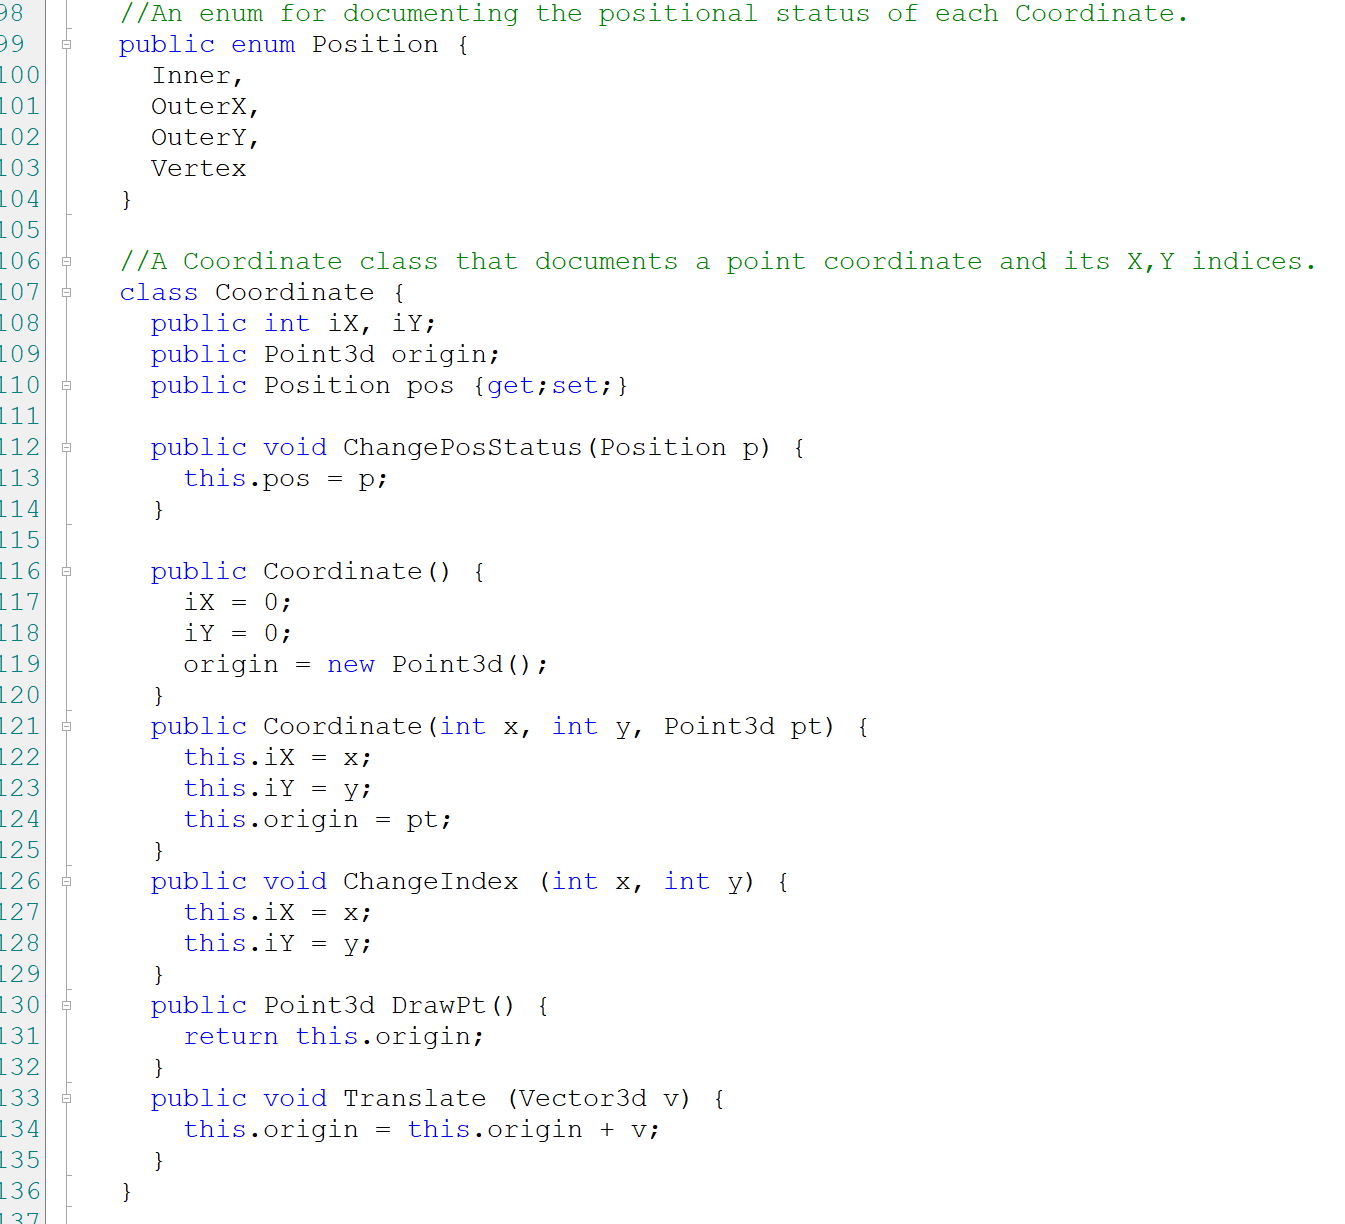 98 //An enum for documenting the positional status of each Coordinate.
99 public enum Position {
100 Inner,
101 OuterX,
102 OuterY,
103 Vertex
104 }
105
106 //A Coordinate class that documents a point coordinate and its X,Y indices.
107 class Coordinate {
108 public int iX, iY;
109 public Point3d origin;
110 public Position pos {get;set;}
111
112 public void ChangePosStatus(Position p) {
113 this.pos = p;
114 }
115
116 public Coordinate() {
117 iX = 0;
118 iY = 0;
119 origin = new Point3d();
120 }
121 public Coordinate(int x, int y, Point3d pt) {
122 this.iX = x;
123 this.iY = y;
124 this.origin = pt;
125 }
126 public void ChangeIndex (int x, int y) {
127 this.iX = x;
128 this.iY = y;
129 }
130 public Point3d DrawPt() {
131 return this.origin;
132 }
133 public void Translate (Vector3d v) {
134 this.origin = this.origin + v;
135 }
136 }
137